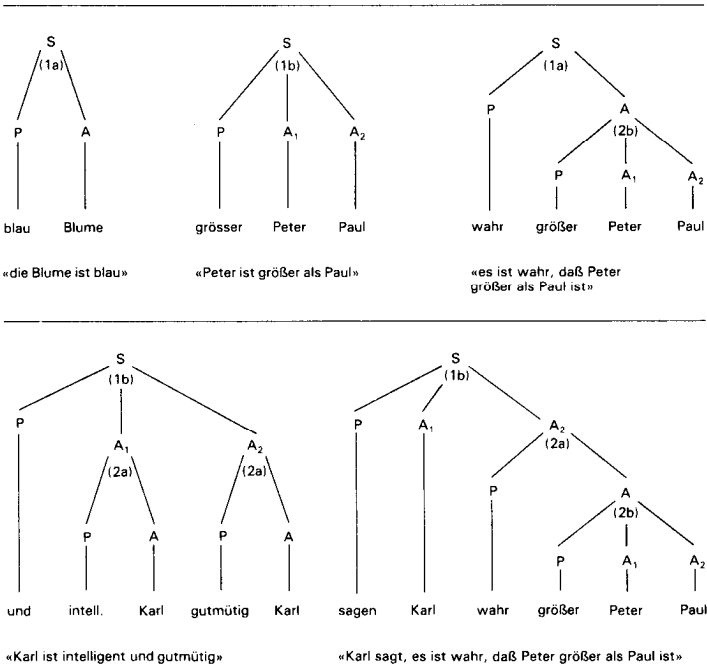 S S S
(1a) (1b) (1a)
P A P A₁ A₂ P A
(2b)
P A₁ A₂
blau Blume grösser Peter Paul wahr größer Peter Paul
«die Blume ist blau» «Peter ist größer als Paul» «es ist wahr, daß Peter
größer als Paul ist»
S S
(1b) (1b)
P A₁ A₂ P A₁ A₂
(2a) (2a) (2a)
P A P A P A
(2b)
P A₁ A₂
und intell. Karl gutmütig Karl sagen Karl wahr größer Peter Paul
«Karl ist intelligent und gutmütig» «Karl sagt, es ist wahr, daß Peter größer als Paul ist»